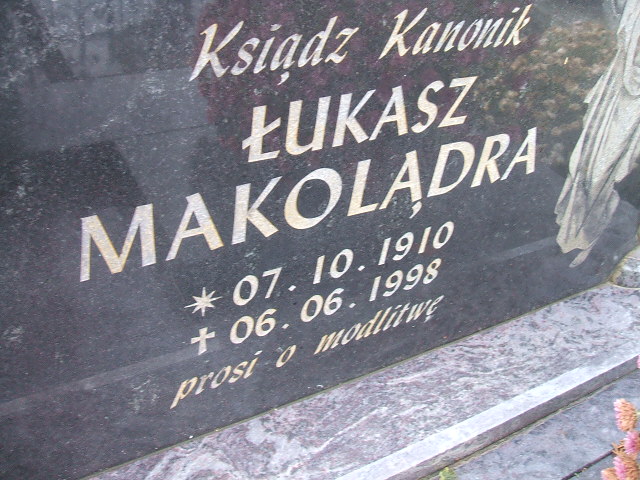 Ksiądz Kanonik
ŁUKASZ
MAKOLĄDRA
* 07. 10. 1910
† 06. 06. 1998
prosi o modlitwę